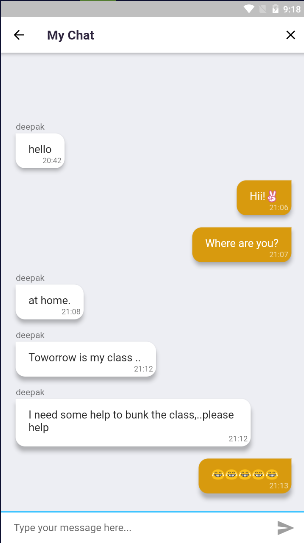 9:18
My Chat
deepak
hello
20:42
Hii!🐰
21:06
Where are you?
21:07
deepak
at home.
21:08
deepak
Toworrow is my class ..
21:12
deepak
I need some help to bunk the class,..please
help
21:12
🤓🤓🤓🤓🤓
21:13
Type your message here...